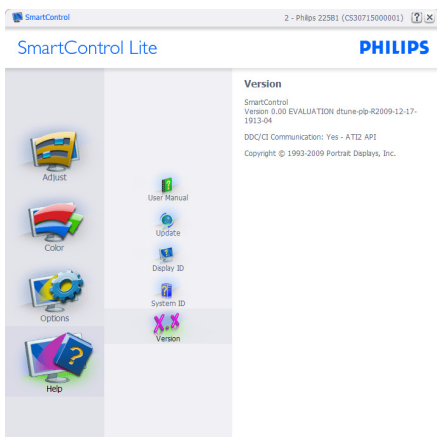 SmartControl
2 - Philips 225B1 (CS30715000001)
SmartControl Lite
PHILIPS
Adjust
Color
Options
Help
User Manual
Update
Display ID
System ID
X.X
Version
Version
SmartControl
Version 0.00 EVALUATION dtune-plp-R2009-12-17-
1913-04
DDC/CI Communication: Yes - ATI2 API
Copyright © 1993-2009 Portrait Displays, Inc.